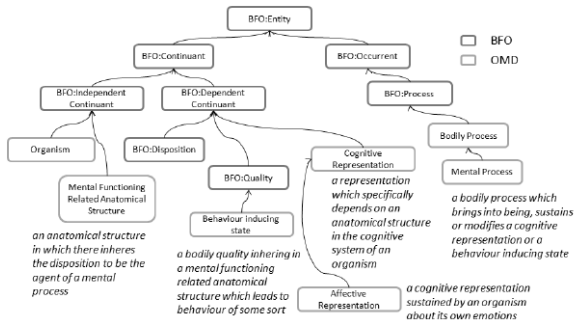 BFO:Entity
BFO
OMD
BFO:Continuant
BFO:Occurrent
BFO:Independent
Continuant
BFO:Dependent
Continuant
BFO:Process
Organism
BFO:Disposition
Cognitive
Representation
Bodily Process
Mental Process
Mental Functioning
Related Anatomical
Structure
BFO:Quality
Behaviour inducing
state
a representation
which specifically
depends on an
anatomical structure
in the cognitive
system of an
organism
a bodily process which
brings into being, sustains
or modifies a cognitive
representation or a
behaviour inducing state
an anatomical structure
in which there inheres
the disposition to be the
agent of a mental
process
a bodily quality inhering in
a mental functioning
related anatomical
structure which leads to
behaviour of some sort
Affective
Representation
a cognitive representation
sustained by an organism
about its own emotions